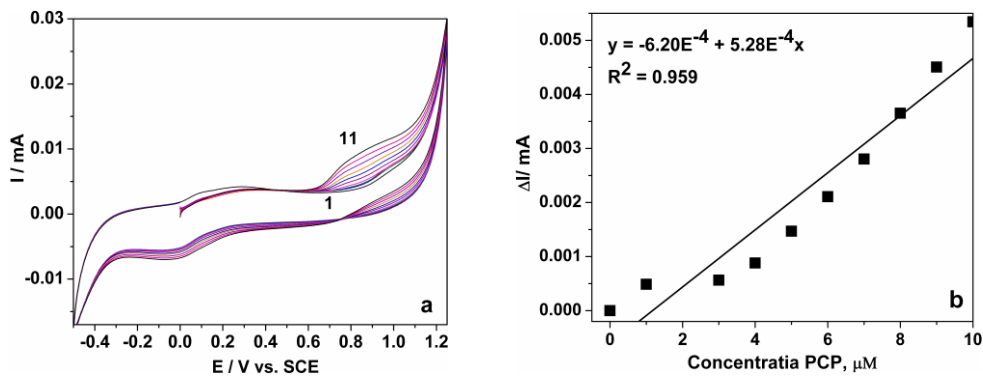 0.03
0.02
0.01
0.00
-0.01
I / mA
11
1
a
-0.4 -0.2 0.0 0.2 0.4 0.6 0.8 1.0 1.2
E / V vs. SCE
y = -6.20E^-4 + 5.28E^-4x
R^2 = 0.959
0.005
0.004
0.003
0.002
0.001
0.000
ΔI/ mA
b
0 2 4 6 8 10
Concentratia PCP, μM